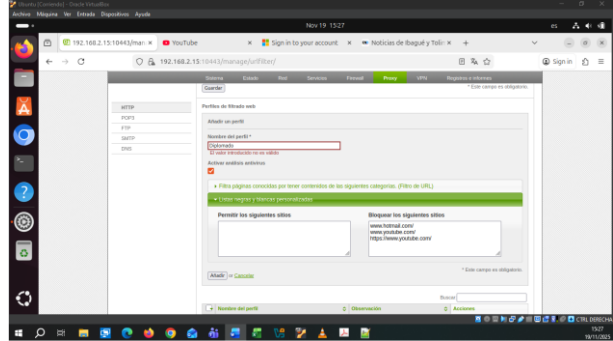 Ubuntu [Corriendo] - Oracle VirtualBox
Archivo Máquina Ver Entrada Dispositivos Ayuda
Nov 19 15:27
es
192.168.2.15:10443/man
YouTube
Sign in to your account
Noticias de Ibagué y Tolim
192.168.2.15:10443/manage/urlfilter/
Sign in
Sistema Estado Red Servicios Firewall Proxy VPN Registros e informes
Guardar
* Este campo es obligatorio.
HTTP
POP3
FTP
SMTP
DNS
Perfiles de filtrado web
Añadir un perfil
Nombre del perfil *
Diplomado
El valor introducido no es válido
Activar análisis antivirus
Filtra páginas conocidas por tener contenidos de las siguientes categorías. (Filtro de URL)
Listas negras y blancas personalizadas
Permitir los siguientes sitios
Bloquear los siguientes sitios
www.hotmail.com/
www.youtube.com/
https://www.youtube.com/
* Este campo es obligatorio.
Añadir or Cancelar
Buscar
Nombre del perfil
Observación
Acciones
CTRL DERECHA
15:27
19/11/2025